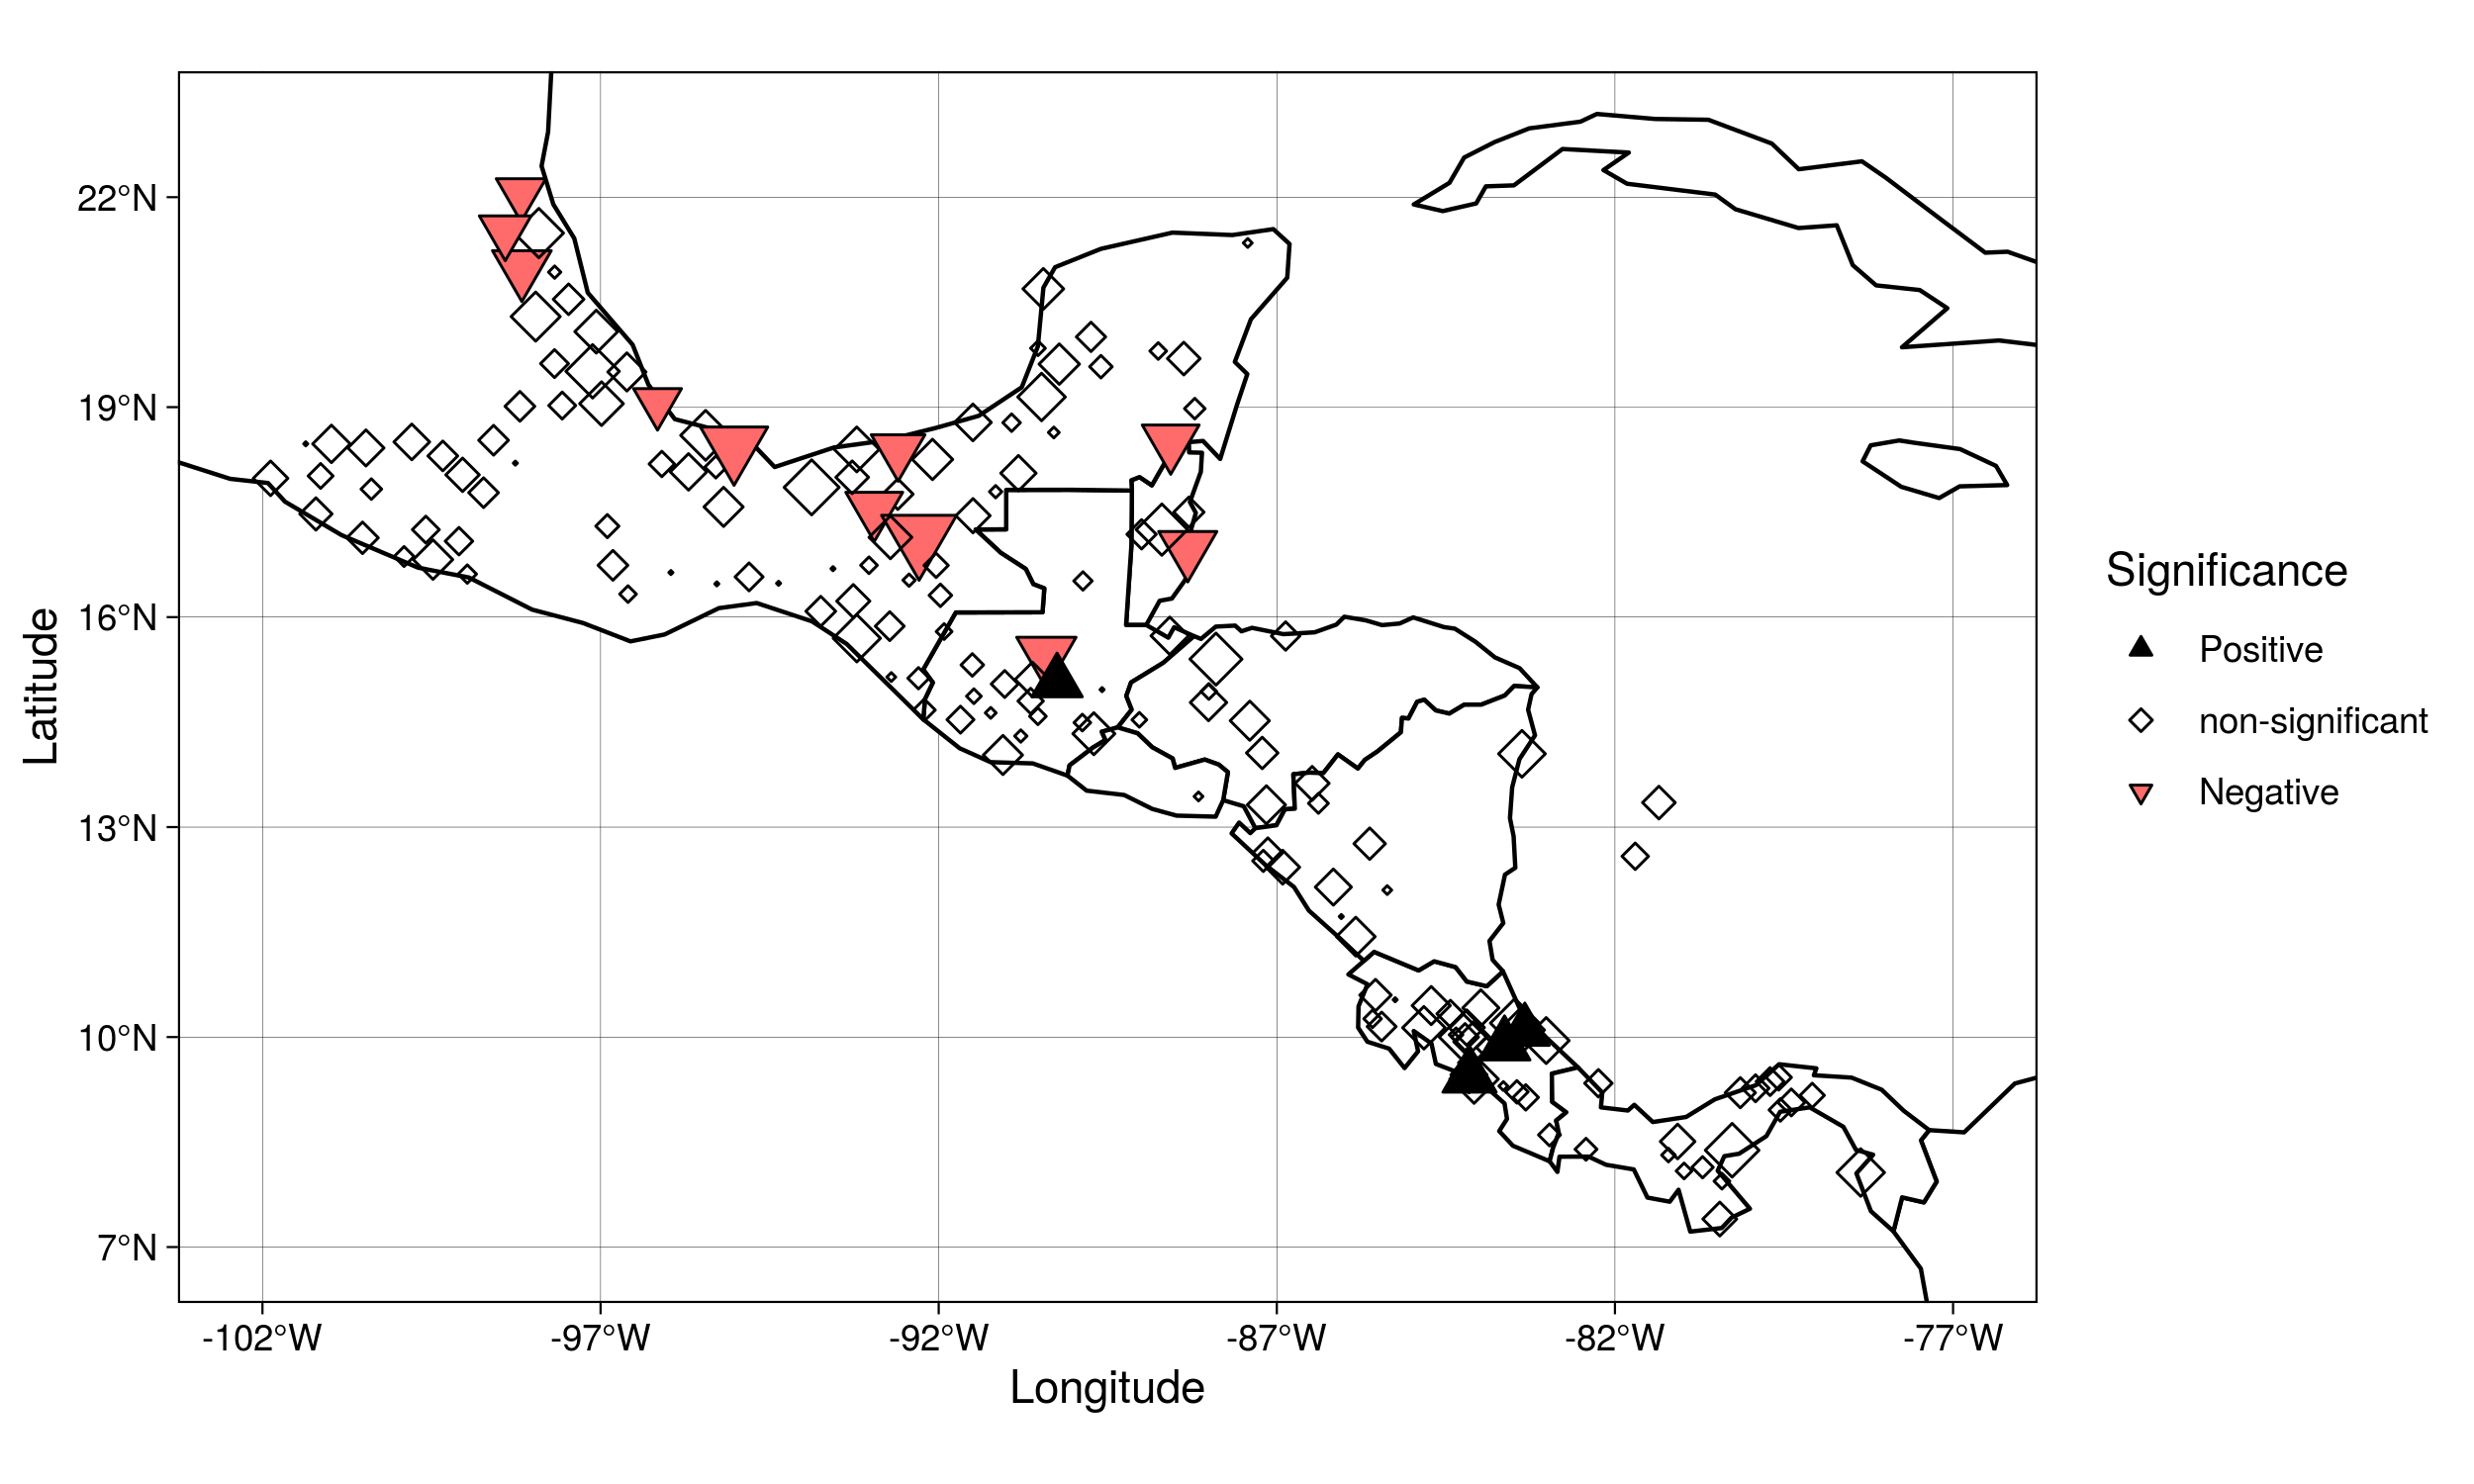 22°N
19°N
16°N
13°N
10°N
7°N
Latitude
-102°W
-97°W
-92°W
-87°W
-82°W
-77°W
Longitude
Significance
Positive
non-significant
Negative